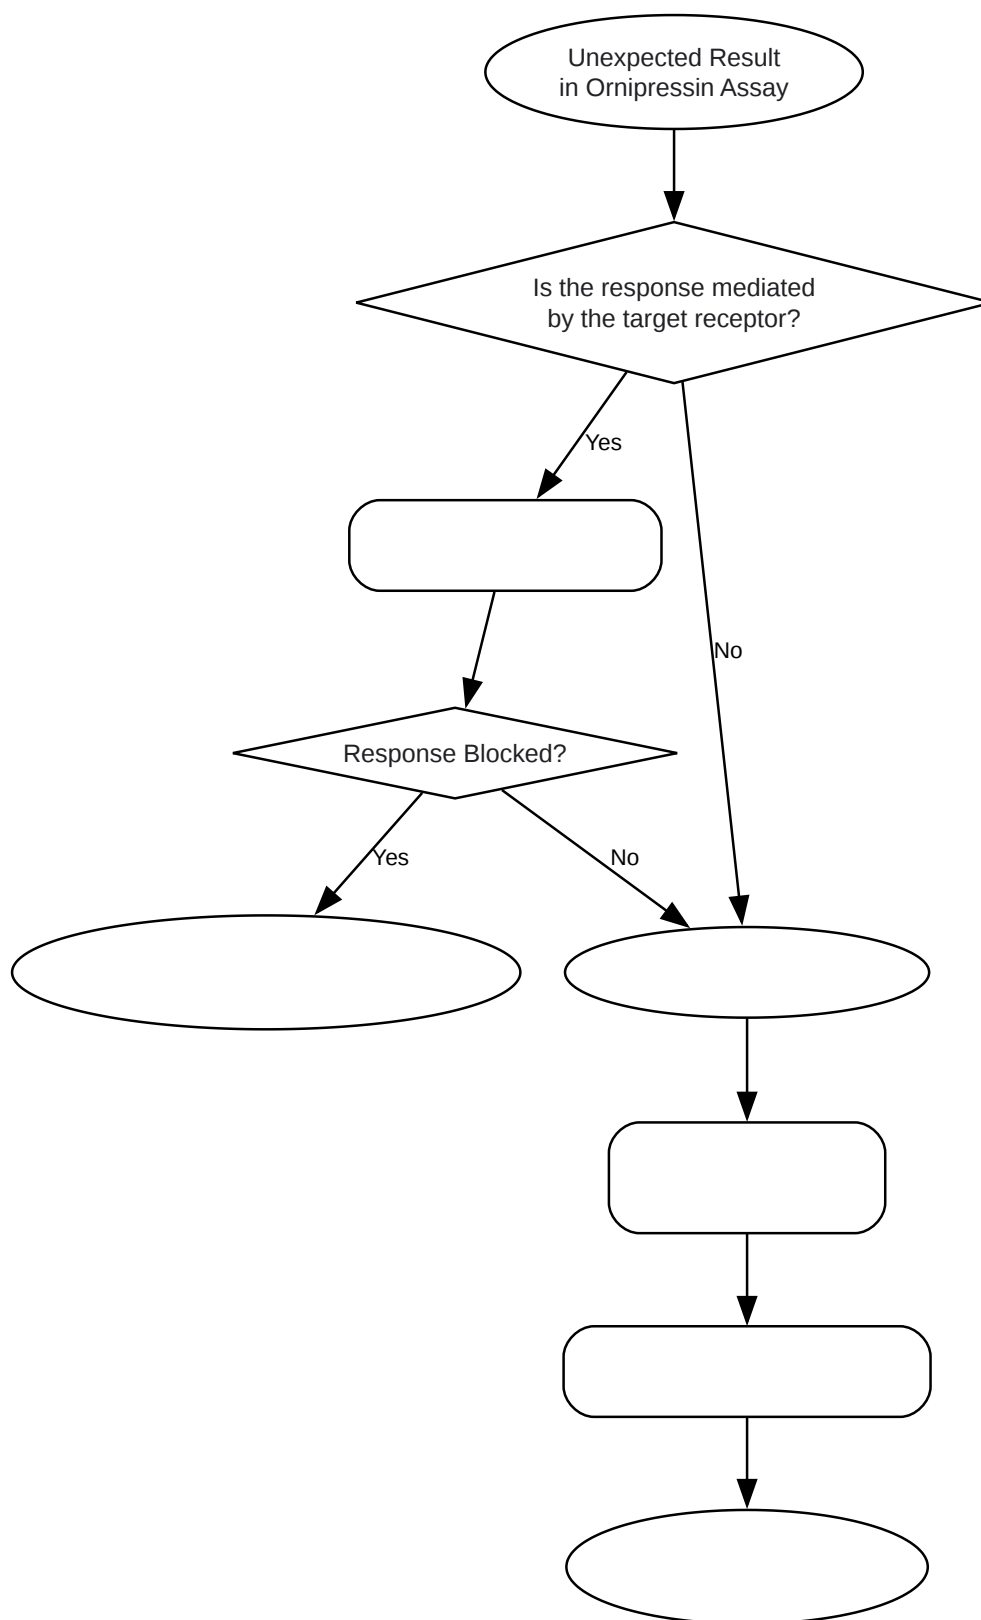 Unexpected Result
in Ornipressin Assay
Is the response mediated
by the target receptor?
Yes
No
Response Blocked?
Yes
No